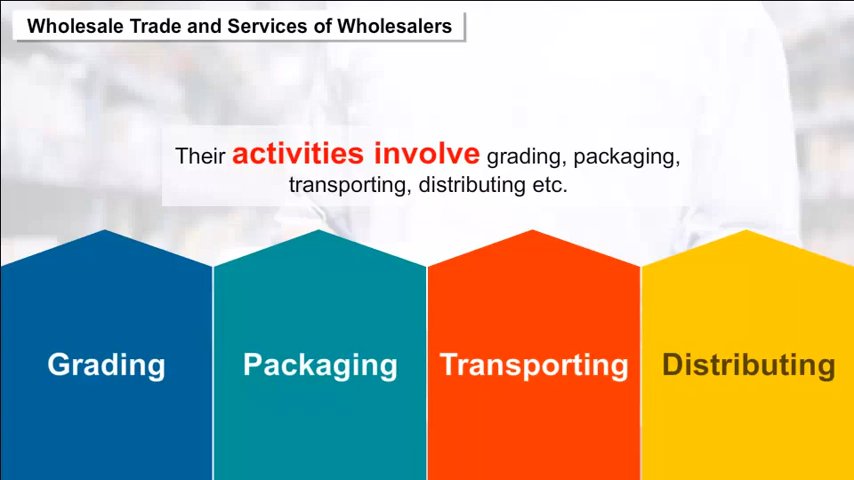 Wholesale Trade and Services of Wholesalers
Their activities involve grading, packaging,
transporting, distributing etc.
Grading
Packaging
Transporting
Distributing